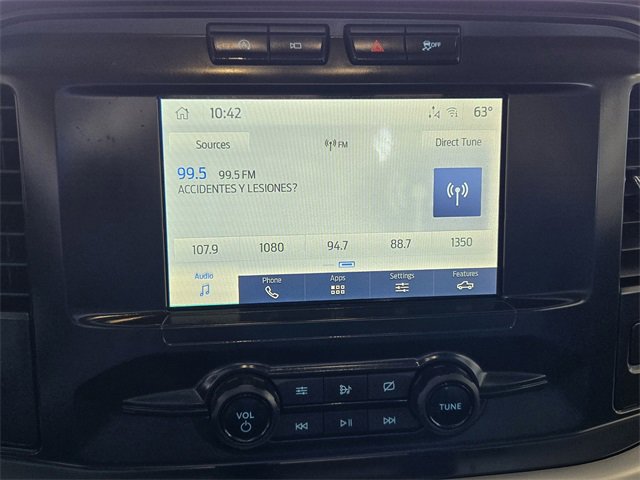 OFF
10:42
63°
Sources
FM
Direct Tune
99.5 99.5 FM
ACCIDENTES Y LESIONES?
107.9 1080 94.7 88.7 1350
Audio Phone Apps Settings Features
VOL
TUNE